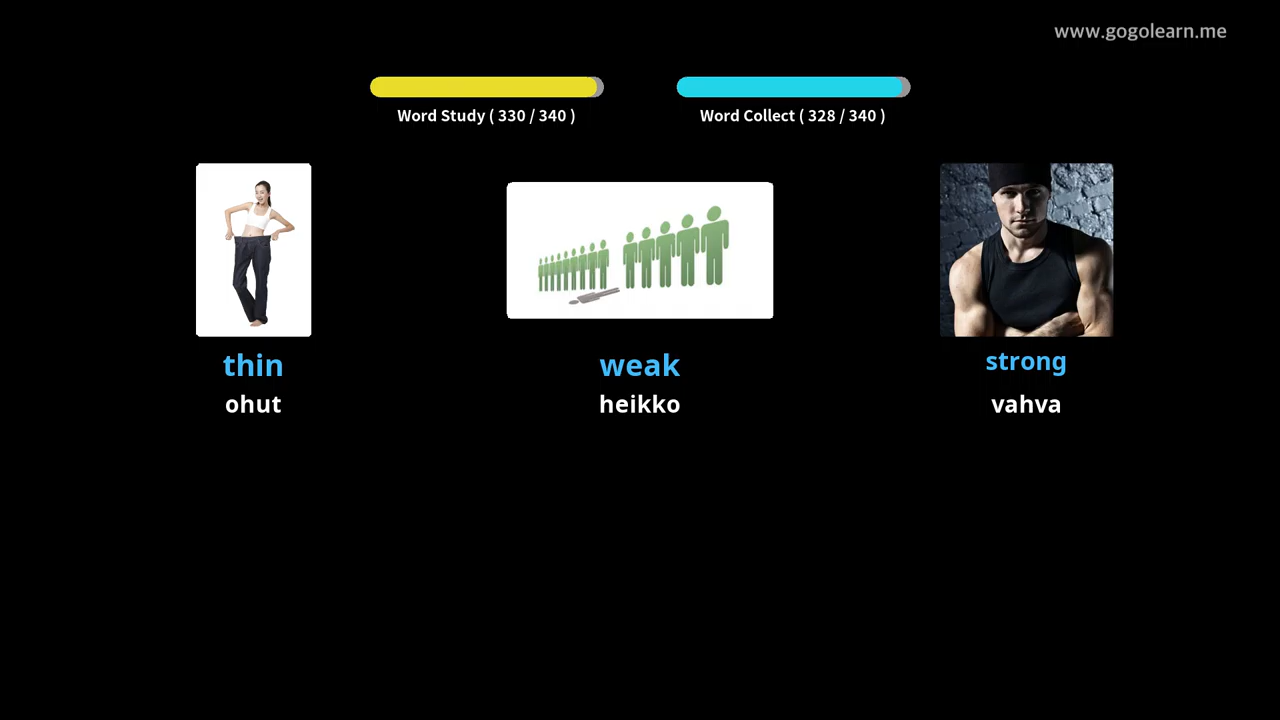 www.gogolearn.me
Word Study ( 330 / 340 )
Word Collect ( 328 / 340 )
thin
weak
strong
ohut
heikko
vahva